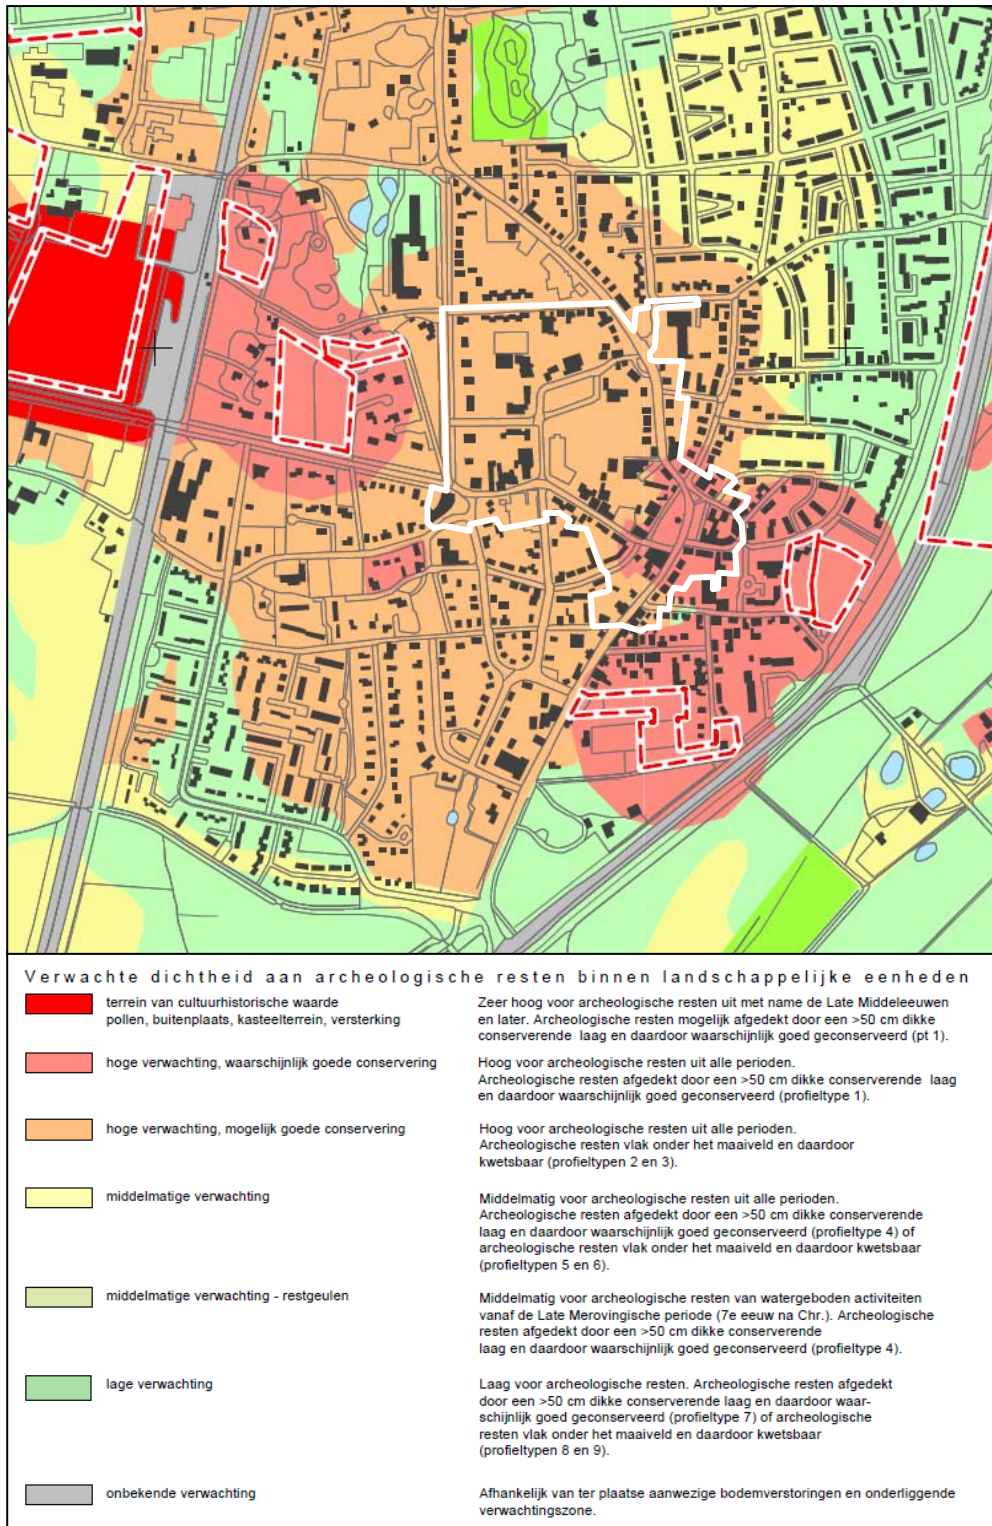 Verwachte dichtheid aan archeologische resten binnen landschappelijke eenheden
terrein van cultuurhistorische waarde
pollen, buitenplaats, kasteelterrein, versterking
Zeer hoog voor archeologische resten uit met name de Late Middeleeuwen
en later. Archeologische resten mogelijk afgedekt door een >50 cm dikke
conserverende laag en daardoor waarschijnlijk goed geconserveerd (pt 1).
hoge verwachting, waarschijnlijk goede conservering
Hoog voor archeologische resten uit alle perioden.
Archeologische resten afgedekt door een >50 cm dikke conserverende laag
en daardoor waarschijnlijk goed geconserveerd (profieltype 1).
hoge verwachting, mogelijk goede conservering
Hoog voor archeologische resten uit alle perioden.
Archeologische resten vlak onder het maaiveld en daardoor
kwetsbaar (profieltypen 2 en 3).
middelmatige verwachting
Middelmatig voor archeologische resten uit alle perioden.
Archeologische resten afgedekt door een >50 cm dikke conserverende
laag en daardoor waarschijnlijk goed geconserveerd (profieltype 4) of
archeologische resten vlak onder het maaiveld en daardoor kwetsbaar
(profieltypen 5 en 6).
middelmatige verwachting - restgeulen
Middelmatig voor archeologische resten van watergeboden activiteiten
vanaf de Late Merovingische periode (7e eeuw na Chr.). Archeologische
resten afgedekt door een >50 cm dikke conserverende
laag en daardoor waarschijnlijk goed geconserveerd (profieltype 4).
lage verwachting
Laag voor archeologische resten. Archeologische resten afgedekt
door een >50 cm dikke conserverende laag en daardoor waar-
schijnlijk goed geconserveerd (profieltype 7) of archeologische
resten vlak onder het maaiveld en daardoor kwetsbaar
(profieltypen 8 en 9).
onbekende verwachting
Afhankelijk van ter plaatse aanwezige bodemverstoringen en onderliggende
verwachtingszone.